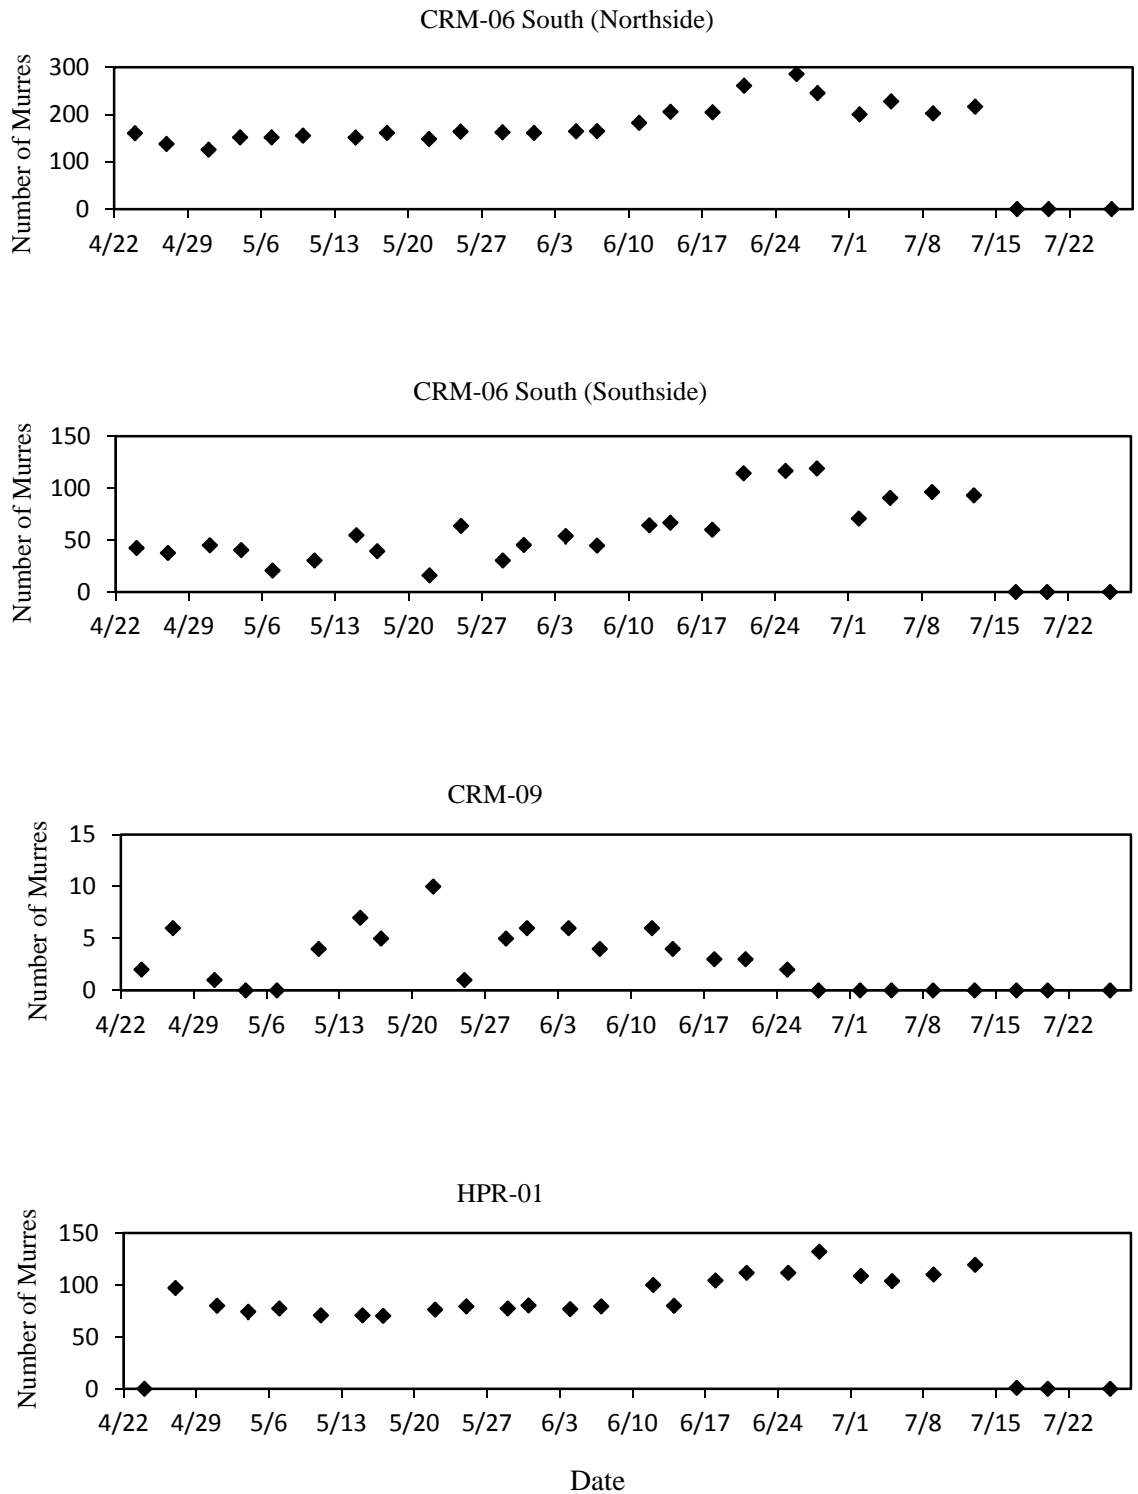 CRM-06 South (Northside)
Number of Murres
300
200
100
0
4/22 4/29 5/6 5/13 5/20 5/27 6/3 6/10 6/17 6/24 7/1 7/8 7/15 7/22
CRM-06 South (Southside)
Number of Murres
150
100
50
0
4/22 4/29 5/6 5/13 5/20 5/27 6/3 6/10 6/17 6/24 7/1 7/8 7/15 7/22
CRM-09
Number of Murres
15
10
5
0
4/22 4/29 5/6 5/13 5/20 5/27 6/3 6/10 6/17 6/24 7/1 7/8 7/15 7/22
HPR-01
Number of Murres
150
100
50
0
4/22 4/29 5/6 5/13 5/20 5/27 6/3 6/10 6/17 6/24 7/1 7/8 7/15 7/22
Date